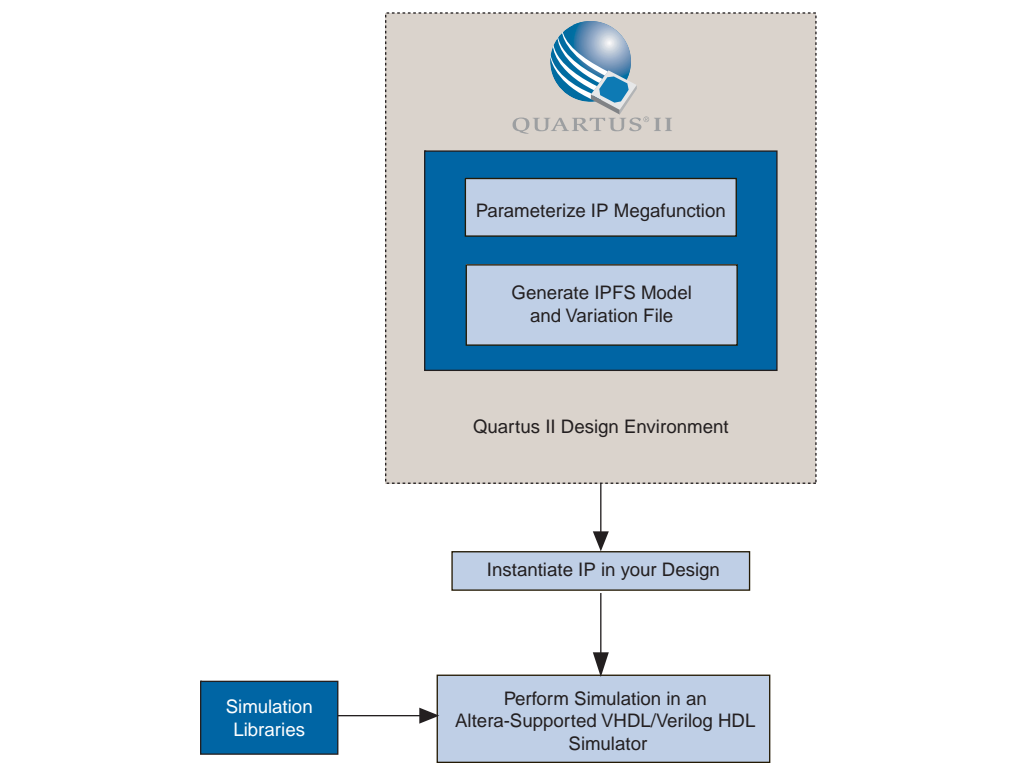 QUARTUS® II
Parameterize IP Megafunction
Generate IPFS Model
and Variation File
Quartus II Design Environment
Instantiate IP in your Design
Simulation
Libraries
Perform Simulation in an
Altera-Supported VHDL/Verilog HDL
Simulator